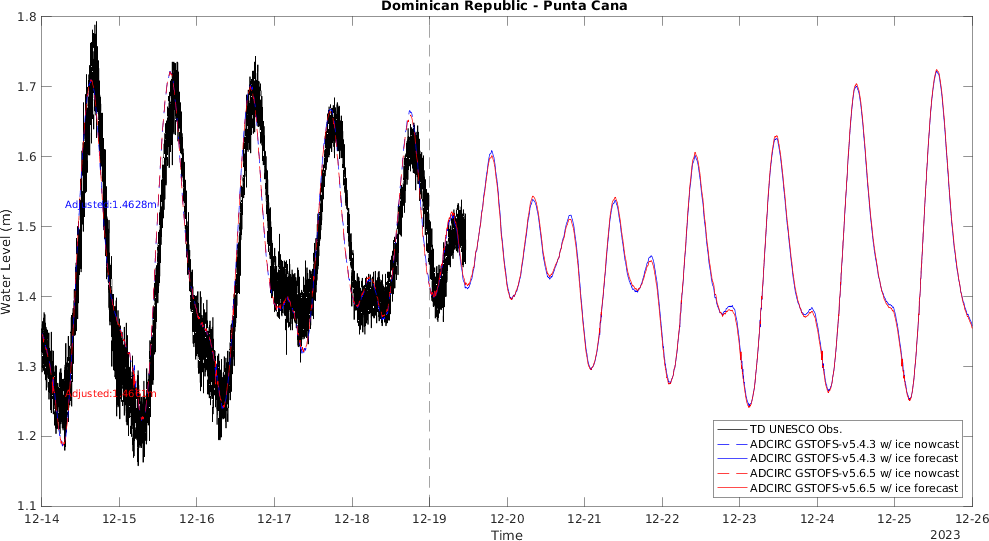 Dominican Republic - Punta Cana
Water Level (m)
1.8
1.7
1.6
1.5
1.4
1.3
1.2
1.1
Adjusted:1.4628m
12-14
12-15
12-16
12-17
12-18
12-19
12-20
12-21
12-22
12-23
12-24
12-25
12-26
Time
2023
TD UNESCO Obs.
ADCIRC GSTOFS-v5.4.3 w/ ice nowcast
ADCIRC GSTOFS-v5.4.3 w/ ice forecast
ADCIRC GSTOFS-v5.6.5 w/ ice nowcast
ADCIRC GSTOFS-v5.6.5 w/ ice forecast